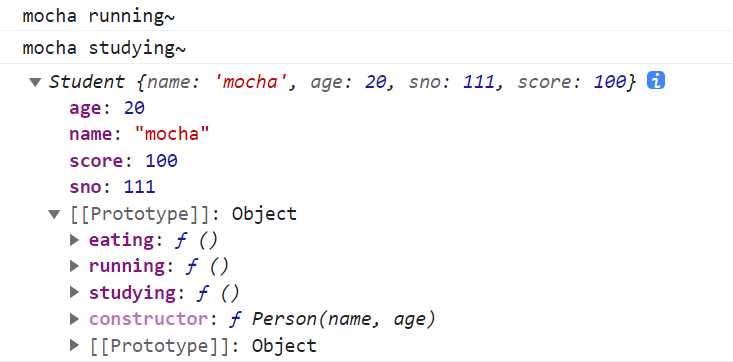 mocha running~
mocha studying~
Student {name: 'mocha', age: 20, sno: 111, score: 100}
age: 20
name: "mocha"
score: 100
sno: 111
[[Prototype]]: Object
eating: ƒ ()
running: ƒ ()
studying: ƒ ()
constructor: ƒ Person(name, age)
[[Prototype]]: Object